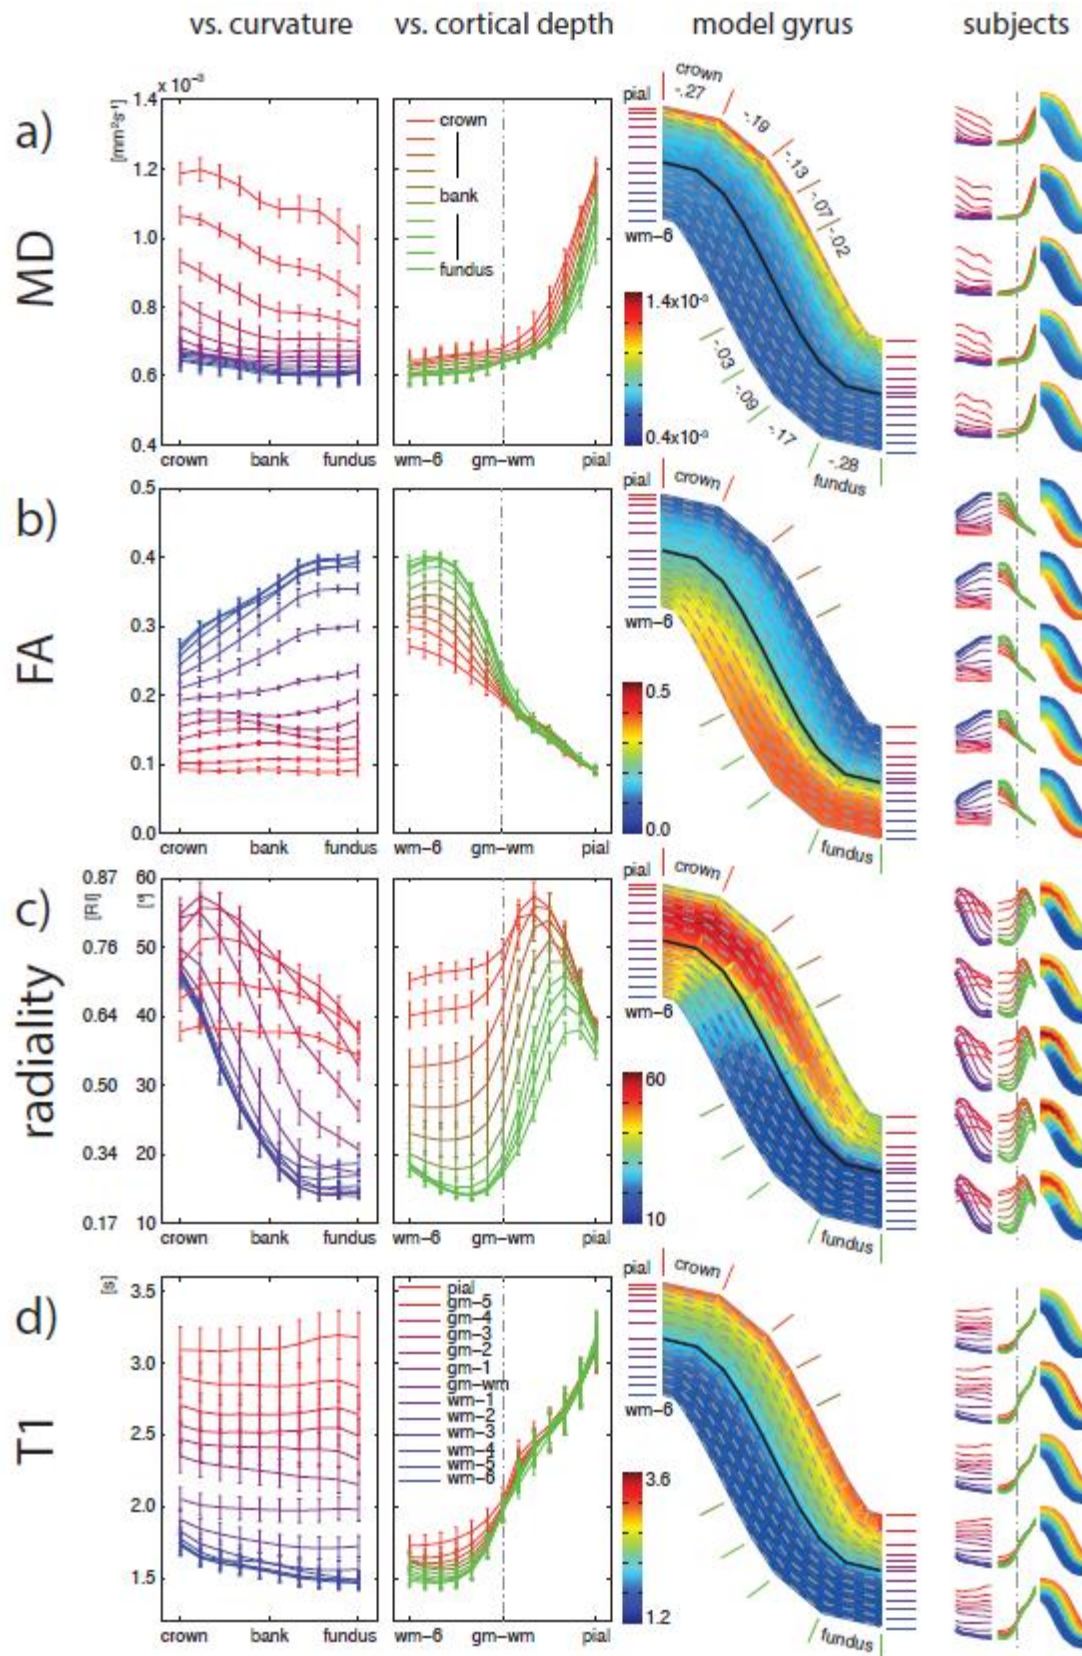 vs. curvature vs. cortical depth model gyrus subjects
a)
MD
x 10⁻³
[mm²s⁻¹]
1.4
1.2
1.0
0.8
0.6
0.4
crown bank fundus
crown
bank
fundus
wm-6 gm-wm pial
pial
wm-6
crown
-.27
-.19
-.13
-.07
-.02
-.03
-.09
-.17
-.28
fundus
1.4x10⁻³
0.4x10⁻³
b)
FA
0.5
0.4
0.3
0.2
0.1
0.0
crown bank fundus
wm-6 gm-wm pial
pial
wm-6
crown
fundus
0.5
0.0
c)
radiality
[RI] [°]
0.87 60
0.76 50
0.64 40
0.50 30
0.34 20
0.17 10
crown bank fundus
wm-6 gm-wm pial
pial
wm-6
crown
fundus
60
10
d)
T1
[s]
3.5
3.0
2.5
2.0
1.5
crown bank fundus
pial
gm-5
gm-4
gm-3
gm-2
gm-1
gm-wm
wm-1
wm-2
wm-3
wm-4
wm-5
wm-6
wm-6 gm-wm pial
pial
wm-6
crown
fundus
3.6
1.2